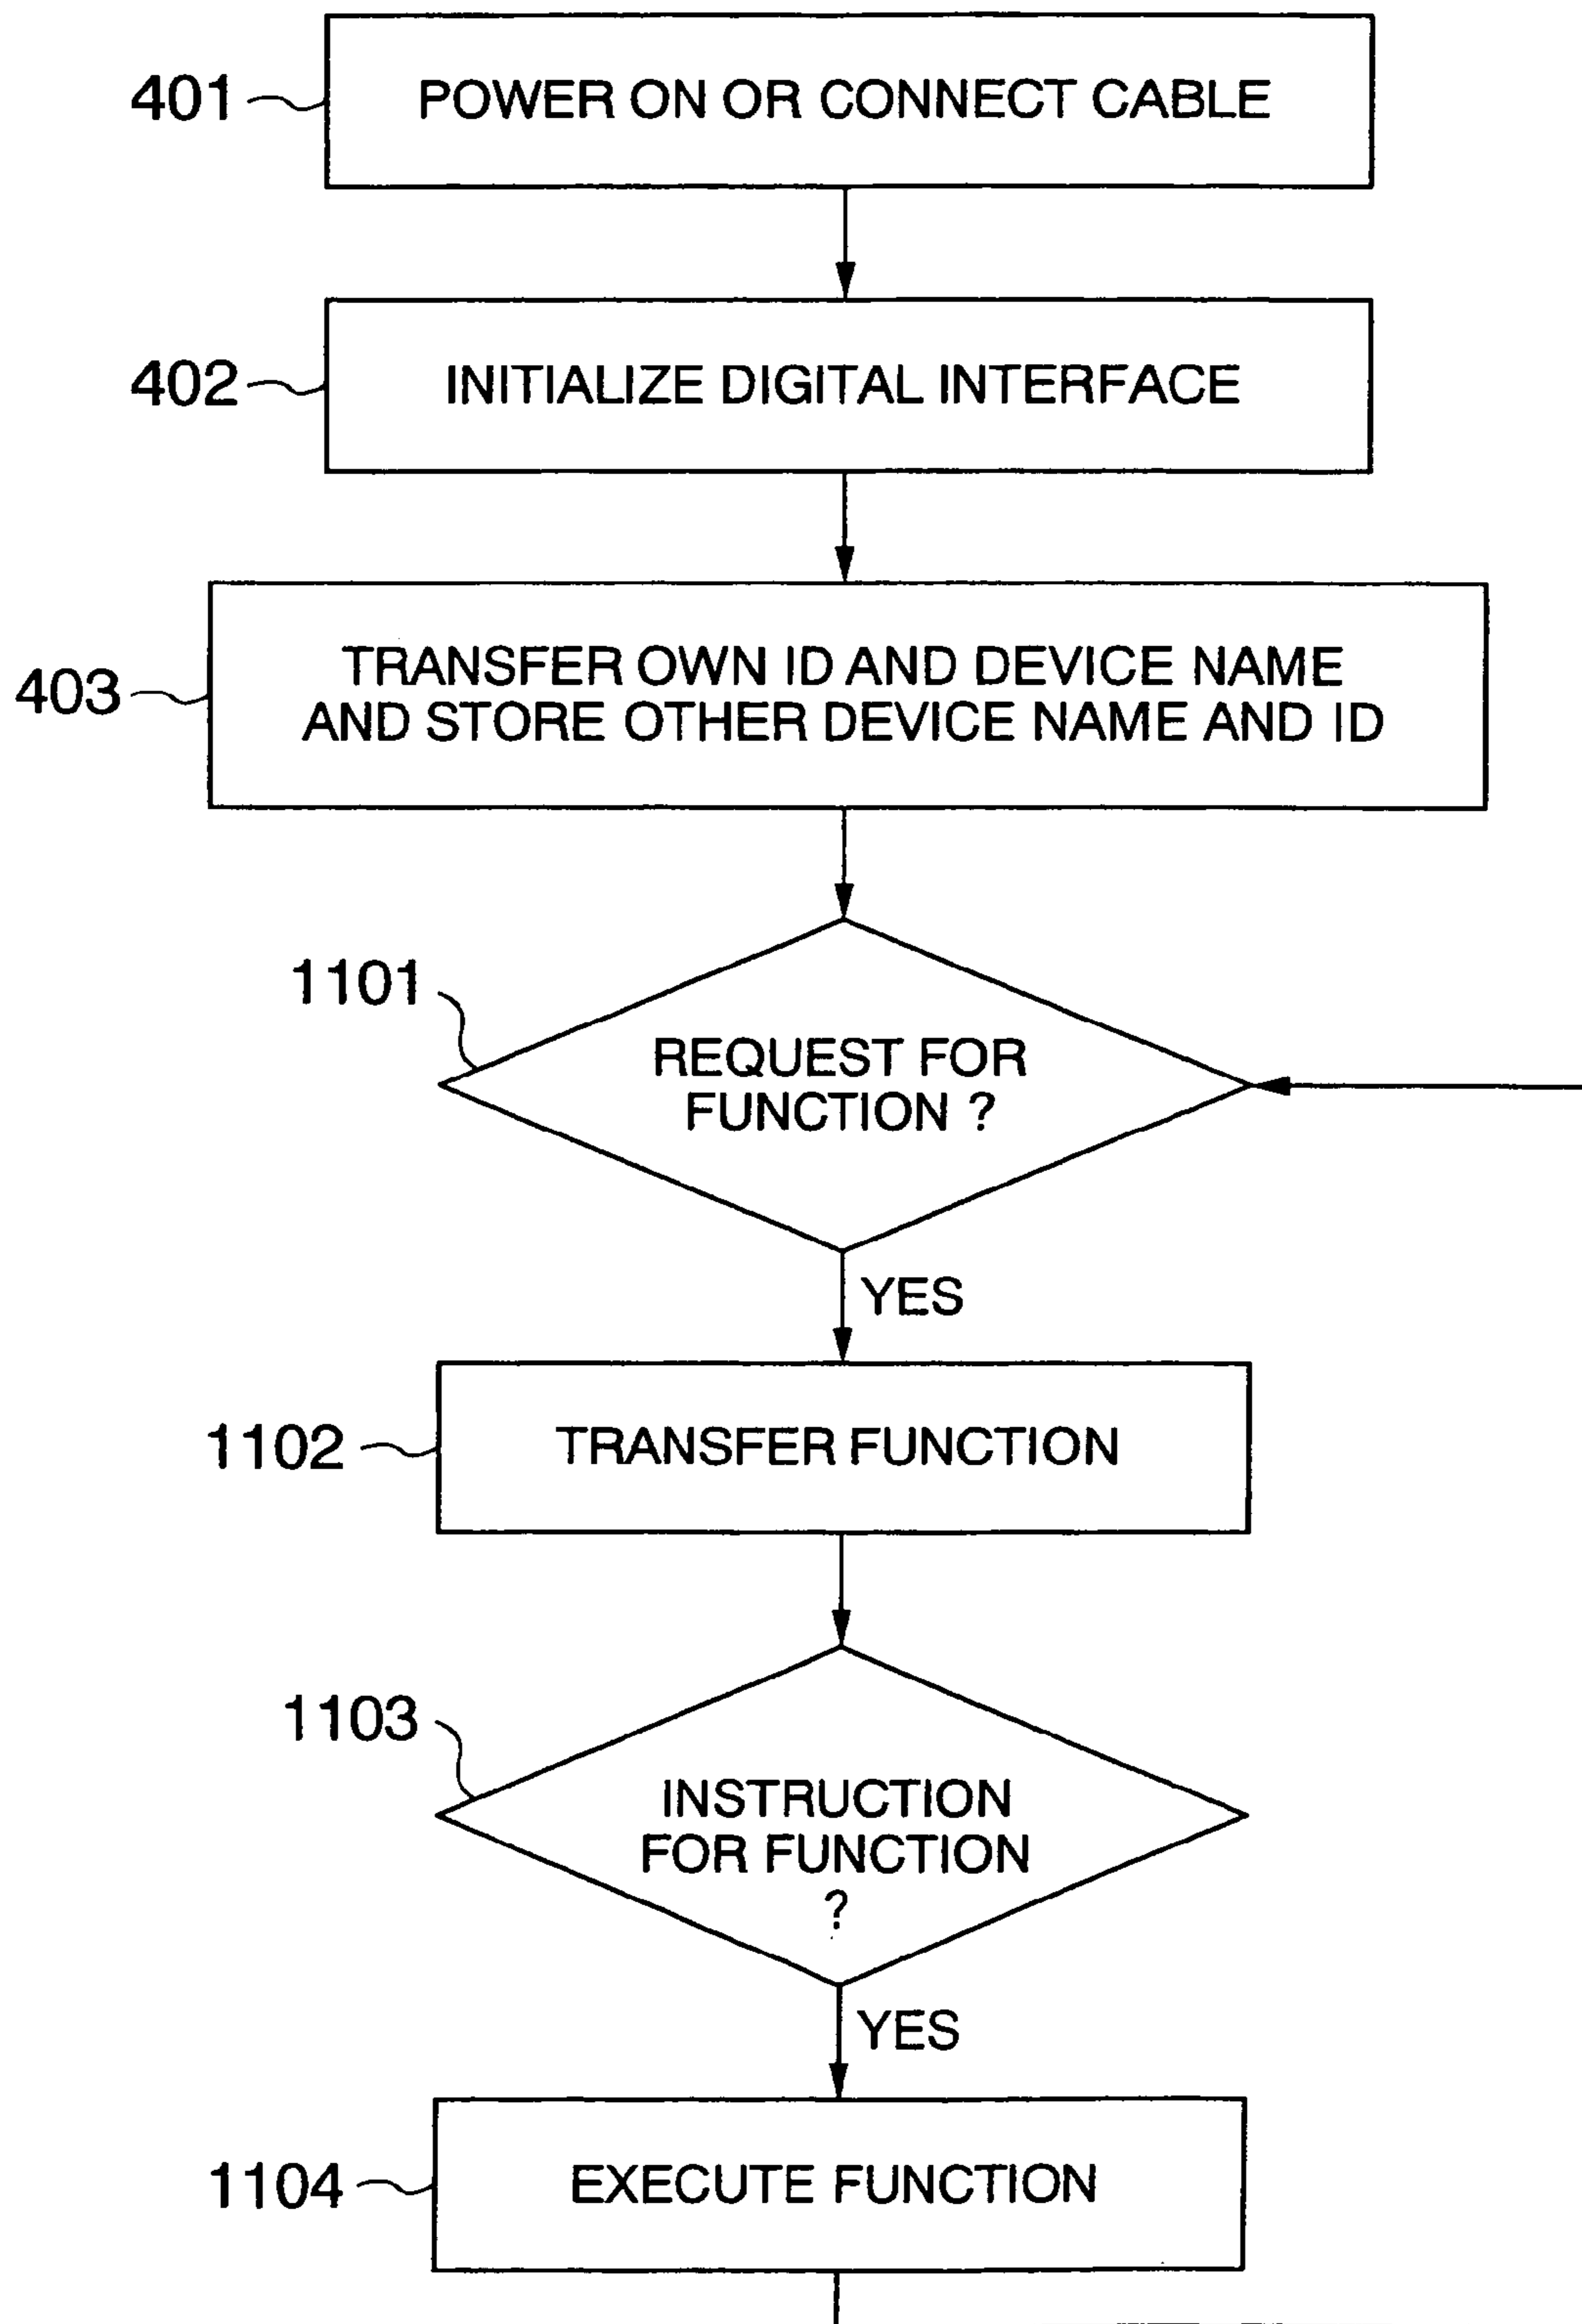 401
POWER ON OR CONNECT CABLE
402
INITIALIZE DIGITAL INTERFACE
403
TRANSFER OWN ID AND DEVICE NAME
AND STORE OTHER DEVICE NAME AND ID
1101
REQUEST FOR
FUNCTION ?
YES
1102
TRANSFER FUNCTION
1103
INSTRUCTION
FOR FUNCTION
?
YES
1104
EXECUTE FUNCTION